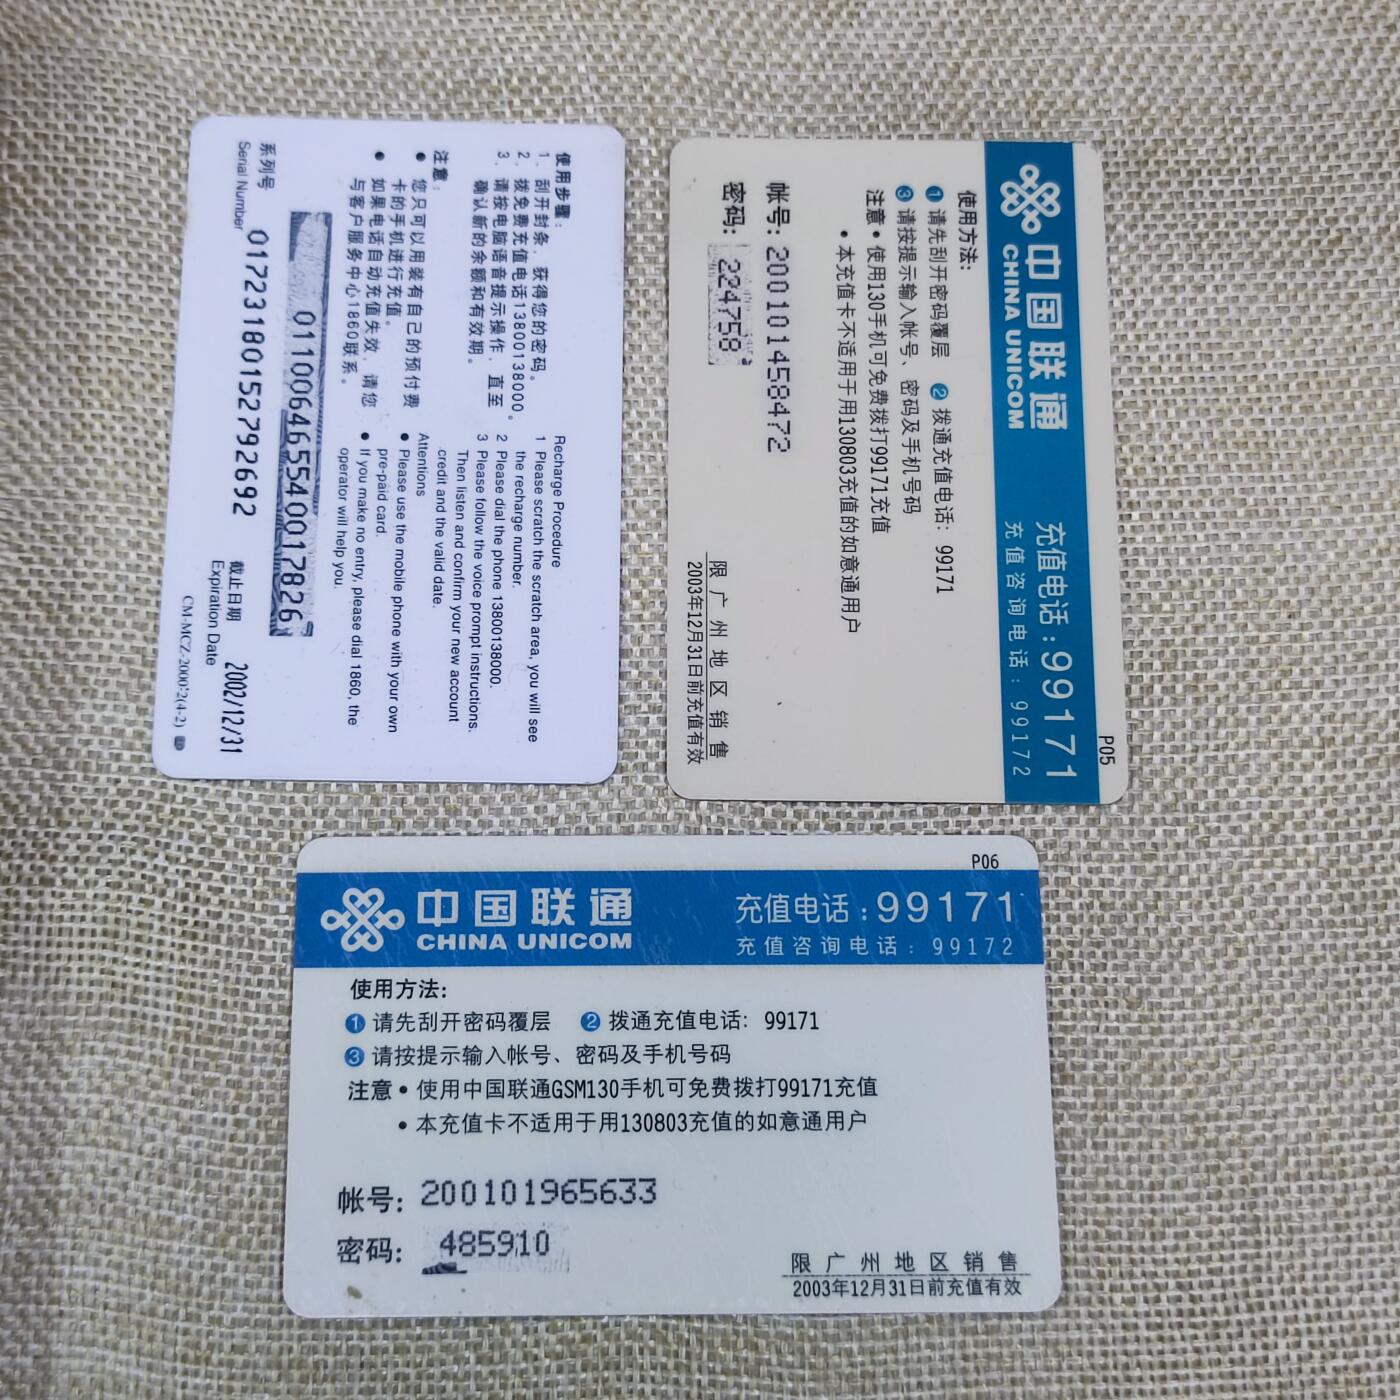 使用步骤：
1. 刮开封条，获得您的密码。
2. 拨免费充值电话13800138000。
3. 请按电脑语音提示操作，直至
确认新的余额和有效期。
注意：
● 您只可以用装有自己的预付费
卡的手机进行充值。
● 如果电话自动充值失效，请您
与客户服务中心1860联系。
Recharge Procedure
1 Please scratch the scratch area, you will see
the recharge number.
2 Please dial the phone 13800138000.
3 Please follow the voice prompt instructions.
Then listen and confirm your new account
credit and the valid date.
Attentions
● Please use the mobile phone with your own
pre-paid card.
● If you make no entry, please dial 1860, the
operator will help you.
011006465540017826
系列号
Serial Number
01723180152792692
截止日期
Expiration Date
2002/12/31
CM-MCZ-2000-2(4-2)
P05
中国联通
CHINA UNICOM
充值电话:99171
充值咨询电话: 99172
使用方法:
① 请先刮开密码覆层 ② 拨通充值电话: 99171
③ 请按提示输入帐号、密码及手机号码
注意 • 使用130手机可免费拨打99171充值
• 本充值卡不适用于用130803充值的如意通用户
帐号: 200101458472
密码: 224758
限广州地区销售
2003年12月31日前充值有效
P06
中国联通
CHINA UNICOM
充值电话:99171
充值咨询电话: 99172
使用方法:
① 请先刮开密码覆层 ② 拨通充值电话: 99171
③ 请按提示输入帐号、密码及手机号码
注意 • 使用中国联通GSM130手机可免费拨打99171充值
• 本充值卡不适用于用130803充值的如意通用户
帐号: 200101965633
密码: 485910
限广州地区销售
2003年12月31日前充值有效